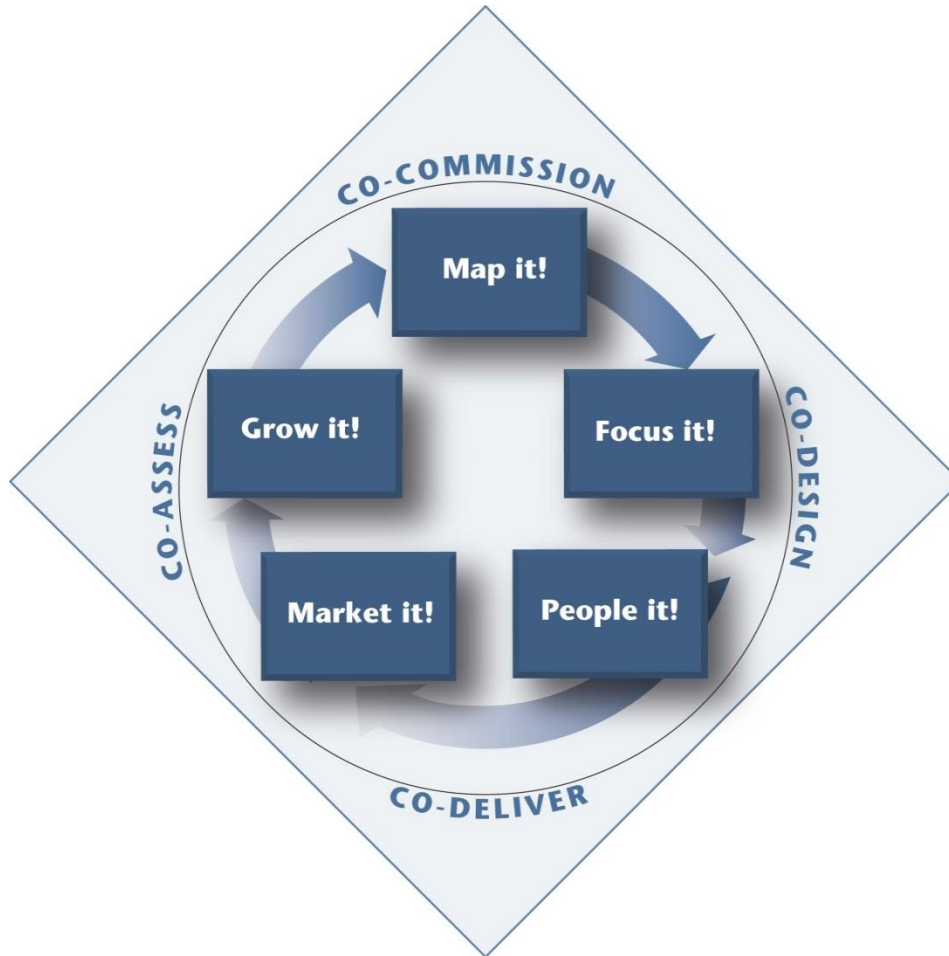 CO-COMMISSION
Map it!
Grow it!
Focus it!
CO-ASSESS
CO-DESIGN
Market it!
People it!
CO-DELIVER